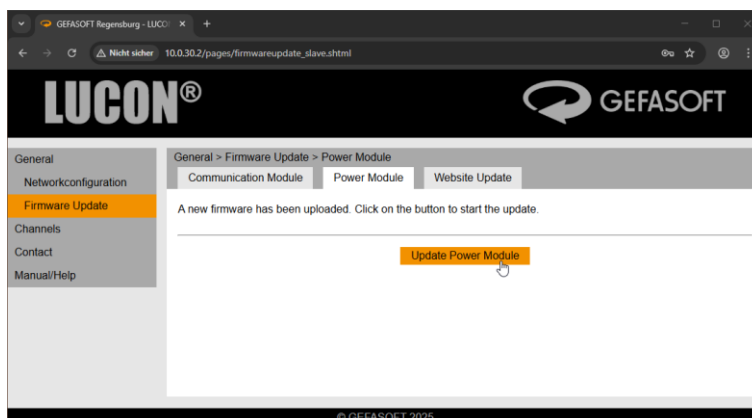 GEFASOFT Regensburg - LUCO
Nicht sicher 10.0.30.2/pages/firmwareupdate_slave.shtml
LUCON®
GEFASOFT
General
General > Firmware Update > Power Module
Networkconfiguration
Communication Module Power Module Website Update
Firmware Update
A new firmware has been uploaded. Click on the button to start the update.
Channels
Contact
Update Power Module
Manual/Help
© GEFASOFT 2025